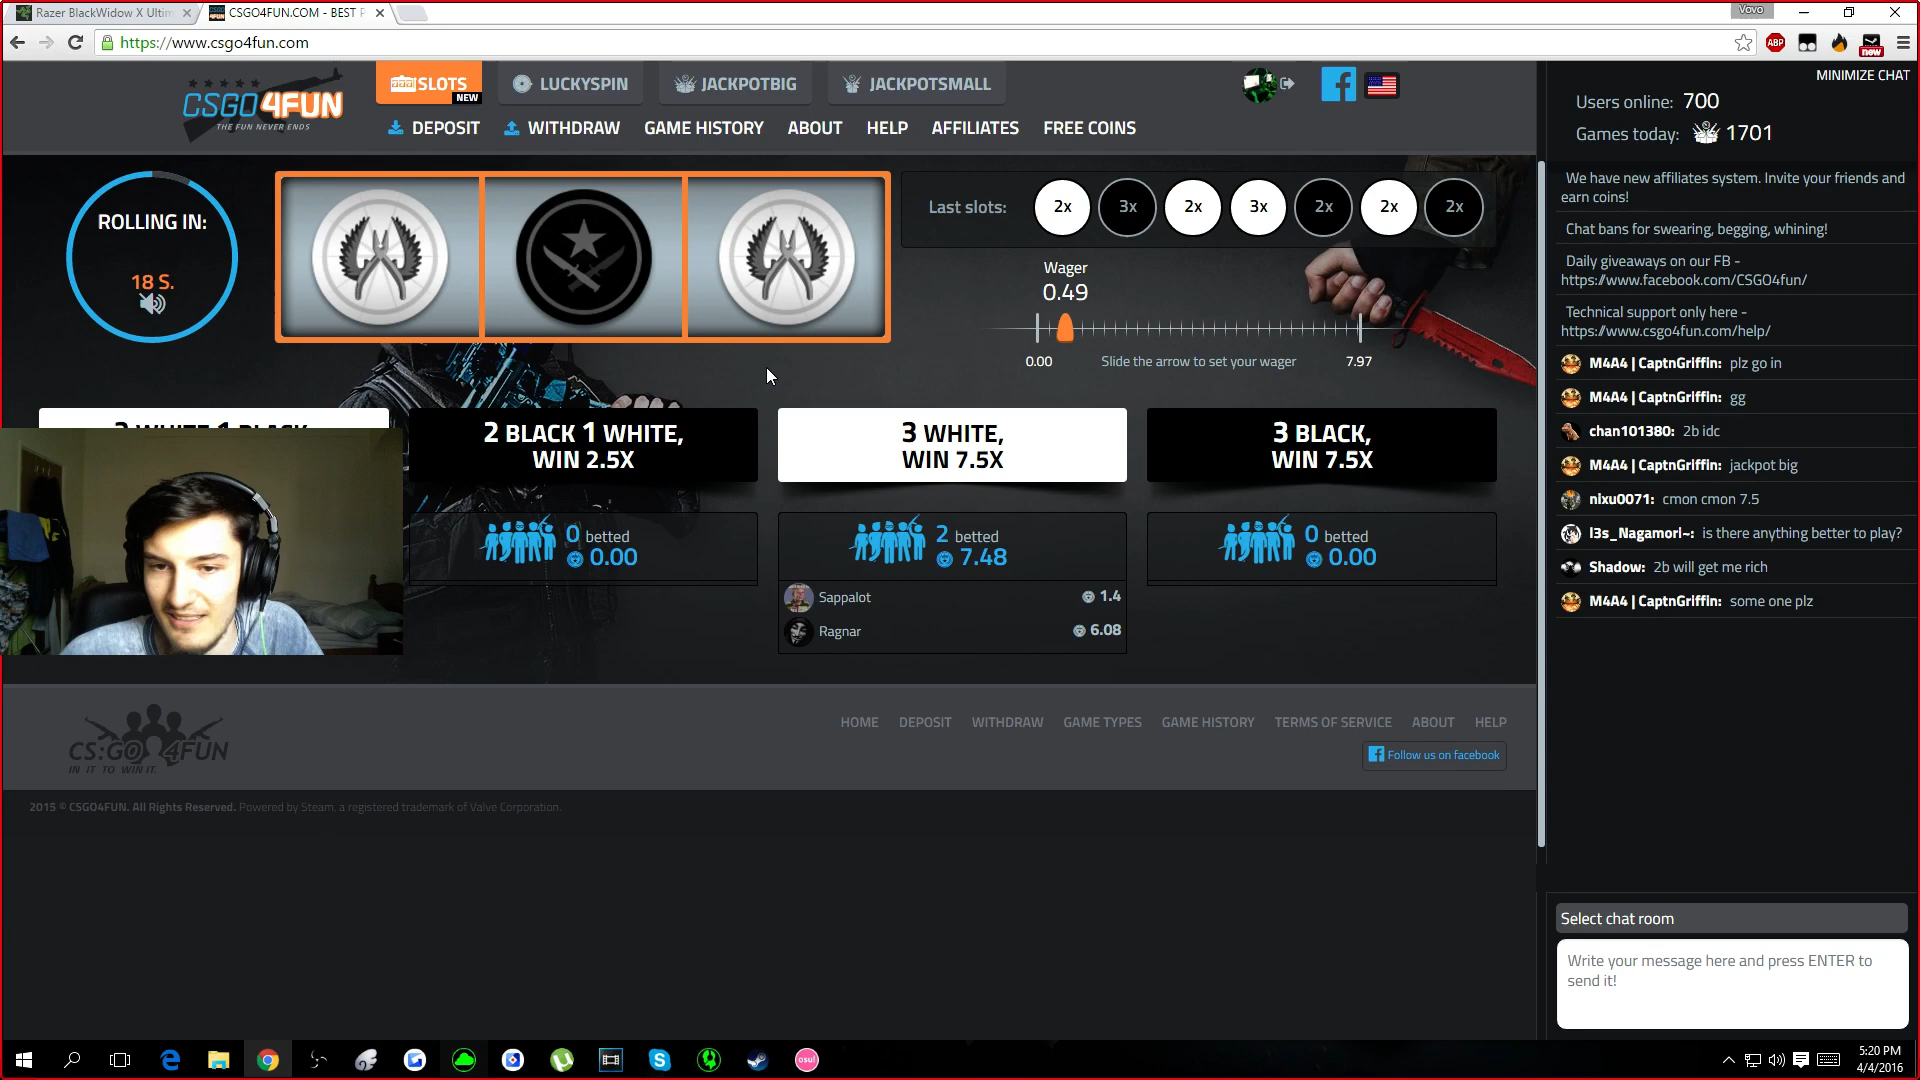 Razer BlackWidow X Ultim
CSGO4FUN.COM - BEST P
Vovo
https://www.csgo4fun.com
ABP
new
CSGO4FUN
THE FUN NEVER ENDS
SLOTS
NEW
LUCKYSPIN
JACKPOTBIG
JACKPOTSMALL
DEPOSIT
WITHDRAW
GAME HISTORY
ABOUT
HELP
AFFILIATES
FREE COINS
MINIMIZE CHAT
Users online: 700
Games today: 1701
ROLLING IN:
18 S.
Last slots:
2x
3x
2x
3x
2x
2x
2x
Wager
0.49
0.00
Slide the arrow to set your wager
7.97
2 BLACK 1 WHITE,
WIN 2.5X
3 WHITE,
WIN 7.5X
3 BLACK,
WIN 7.5X
0 betted
0.00
2 betted
7.48
0 betted
0.00
Sappalot 1.4
Ragnar 6.08
We have new affiliates system. Invite your friends and
earn coins!
Chat bans for swearing, begging, whining!
Daily giveaways on our FB -
https://www.facebook.com/CSGO4fun/
Technical support only here -
https://www.csgo4fun.com/help/
M4A4 | CaptnGriffin: plz go in
M4A4 | CaptnGriffin: gg
chan101380: 2b idc
M4A4 | CaptnGriffin: jackpot big
nixu0071: cmon cmon 7.5
l3s_Nagamorl~: is there anything better to play?
Shadow: 2b will get me rich
M4A4 | CaptnGriffin: some one plz
CS:GO 4FUN
IN IT TO WIN IT.
HOME
DEPOSIT
WITHDRAW
GAME TYPES
GAME HISTORY
TERMS OF SERVICE
ABOUT
HELP
Follow us on facebook
2015 © CSGO4FUN. All Rights Reserved. Powered by Steam, a registered trademark of Valve Corporation.
Select chat room
Write your message here and press ENTER to
send it!
osu!
5:20 PM
4/4/2016